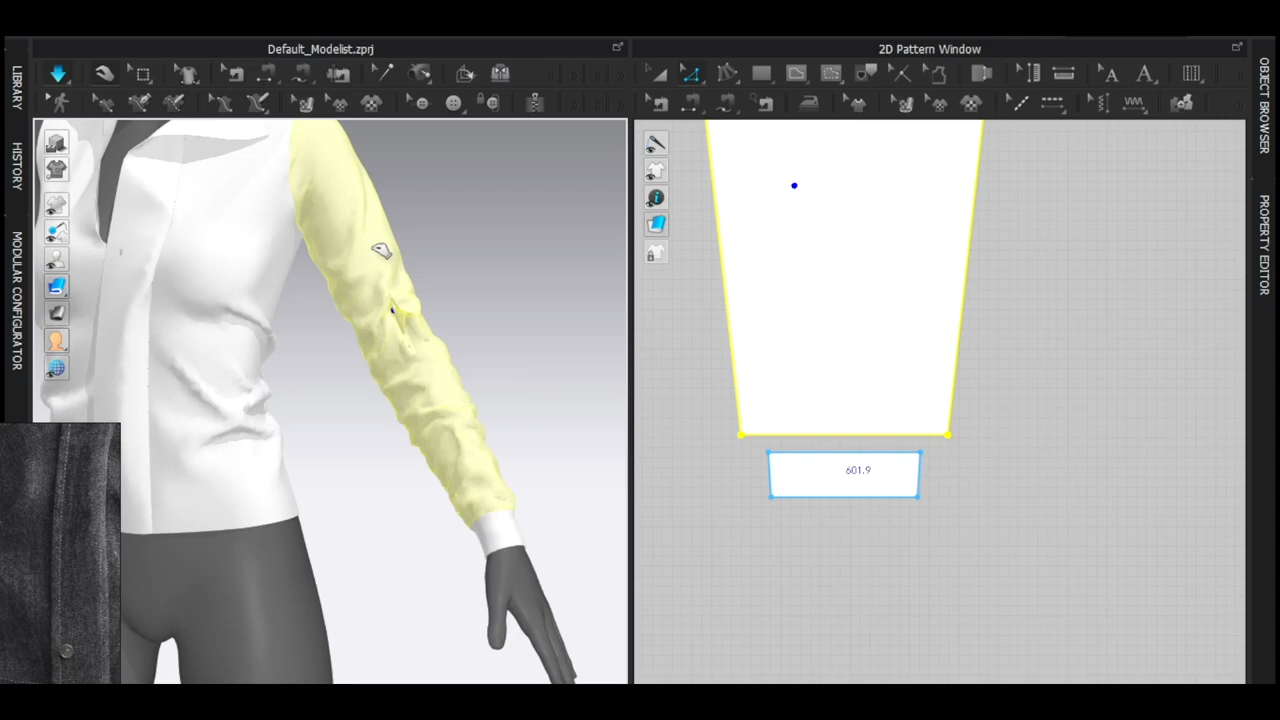 Default_Modelist.zprj
2D Pattern Window
LIBRARY
HISTORY
MODULAR CONFIGURATOR
OBJECT BROWSER
PROPERTY EDITOR
601.9